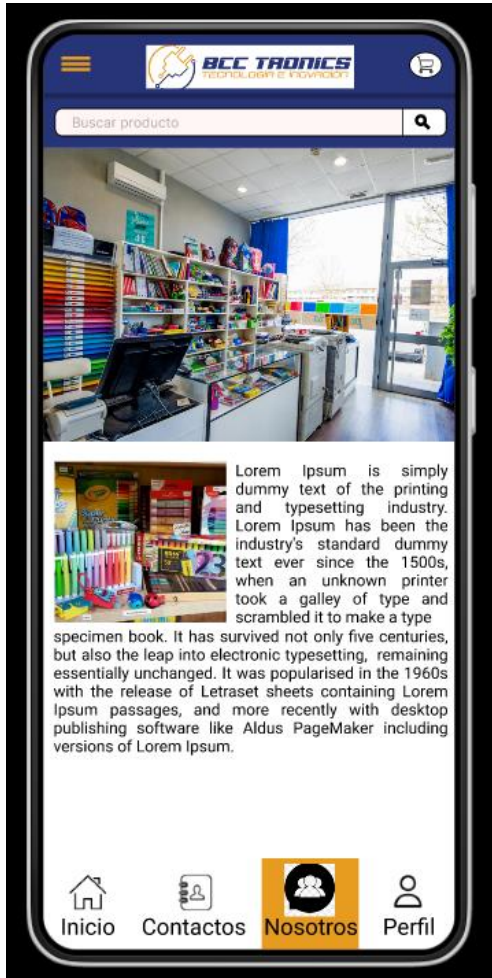 BCC TRONICS
TECNOLOGIA E INOVACIÓN
Buscar producto
Lorem Ipsum is simply
dummy text of the printing
and typesetting industry.
Lorem Ipsum has been the
industry's standard dummy
text ever since the 1500s,
when an unknown printer
took a galley of type and
scrambled it to make a type
specimen book. It has survived not only five centuries,
but also the leap into electronic typesetting, remaining
essentially unchanged. It was popularised in the 1960s
with the release of Letraset sheets containing Lorem
Ipsum passages, and more recently with desktop
publishing software like Aldus PageMaker including
versions of Lorem Ipsum.
Inicio
Contactos
Nosotros
Perfil